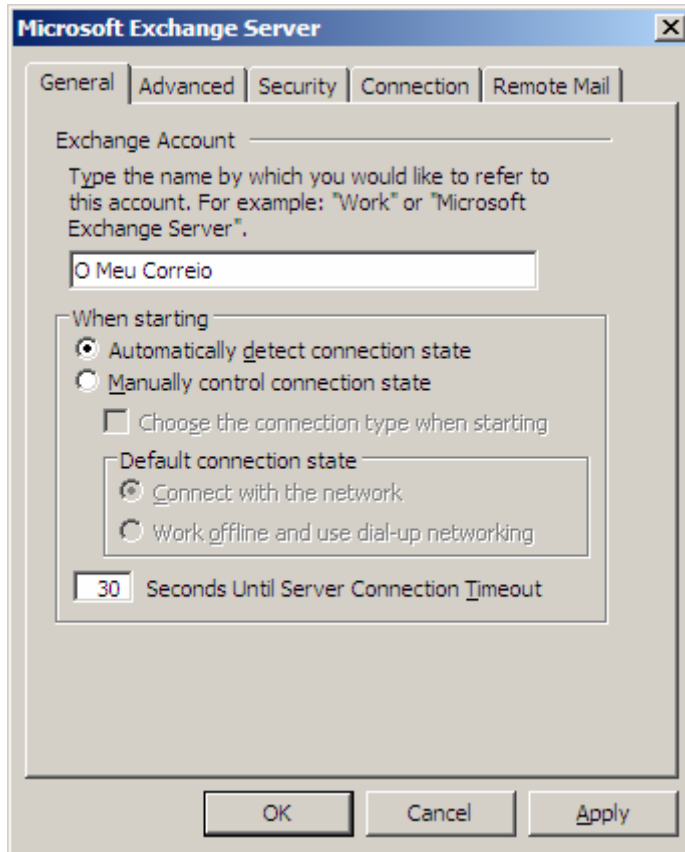 Microsoft Exchange Server
General Advanced Security Connection Remote Mail
Exchange Account
Type the name by which you would like to refer to
this account. For example: "Work" or "Microsoft
Exchange Server".
O Meu Correio
When starting
Automatically detect connection state
Manually control connection state
Choose the connection type when starting
Default connection state
Connect with the network
Work offline and use dial-up networking
30 Seconds Until Server Connection Timeout
OK Cancel Apply